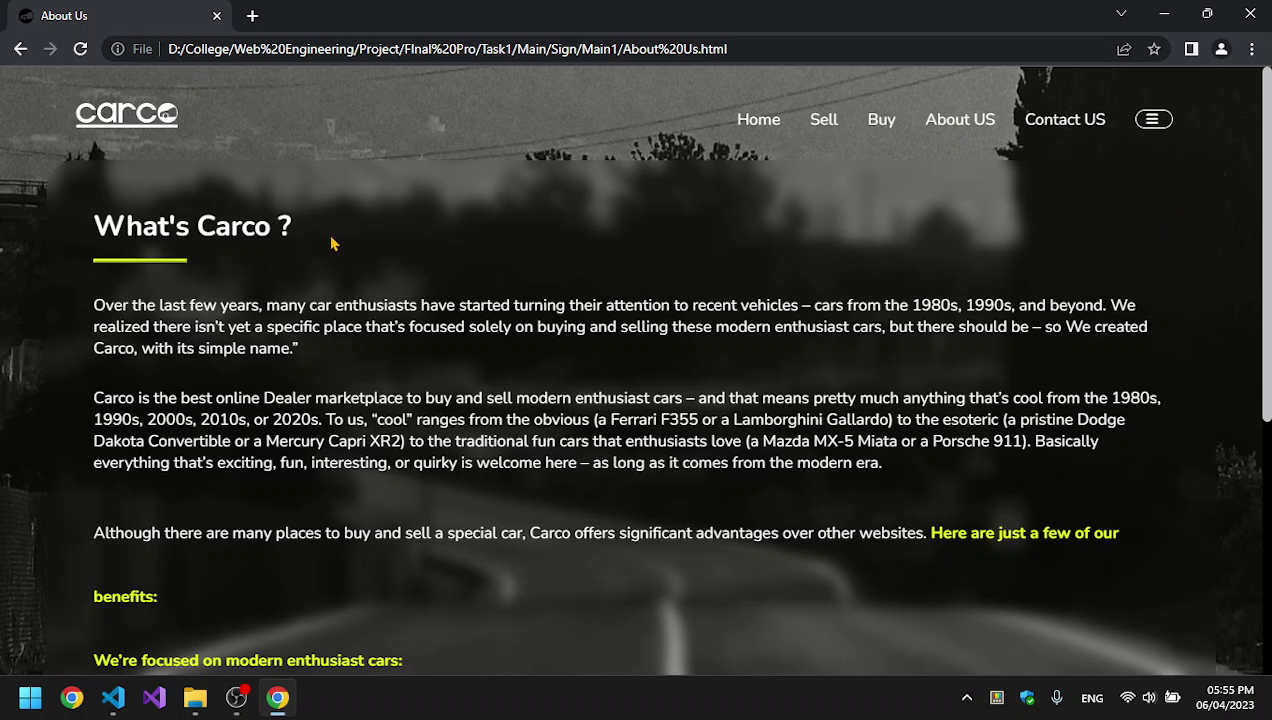 About Us
File D:/College/Web%20Engineering/Project/FInal%20Pro/Task1/Main/Sign/Main1/About%20Us.html
carco Home Sell Buy About US Contact US
What's Carco ?
Over the last few years, many car enthusiasts have started turning their attention to recent vehicles – cars from the 1980s, 1990s, and beyond. We
realized there isn’t yet a specific place that’s focused solely on buying and selling these modern enthusiast cars, but there should be – so We created
Carco, with its simple name.”
Carco is the best online Dealer marketplace to buy and sell modern enthusiast cars – and that means pretty much anything that’s cool from the 1980s,
1990s, 2000s, 2010s, or 2020s. To us, “cool” ranges from the obvious (a Ferrari F355 or a Lamborghini Gallardo) to the esoteric (a pristine Dodge
Dakota Convertible or a Mercury Capri XR2) to the traditional fun cars that enthusiasts love (a Mazda MX-5 Miata or a Porsche 911). Basically
everything that’s exciting, fun, interesting, or quirky is welcome here – as long as it comes from the modern era.
Although there are many places to buy and sell a special car, Carco offers significant advantages over other websites. Here are just a few of our
benefits:
We’re focused on modern enthusiast cars:
ENG
05:55 PM
06/04/2023